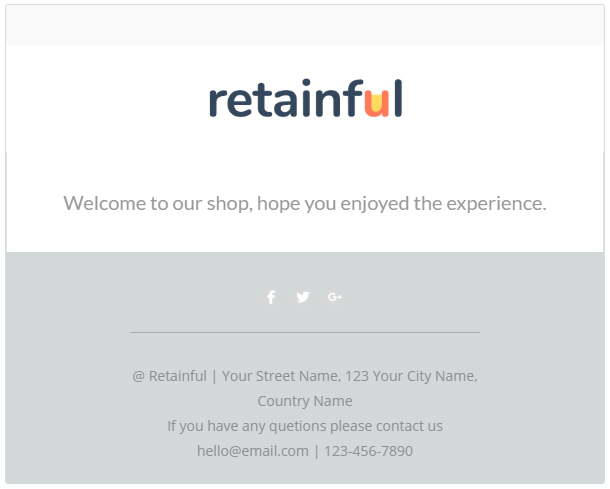 retainful
Welcome to our shop, hope you enjoyed the experience.
f
G+
@ Retainful | Your Street Name, 123 Your City Name,
Country Name
If you have any quetions please contact us
hello@email.com | 123-456-7890